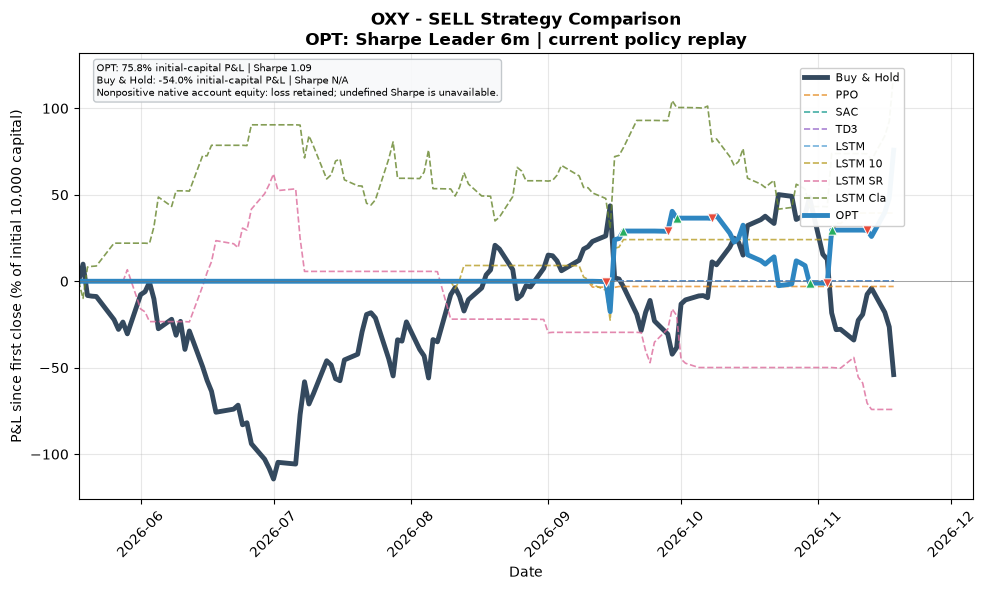 OXY - SELL Strategy Comparison
OPT: Sharpe Leader 6m | current policy replay
OPT: 75.8% initial-capital P&L | Sharpe 1.09
Buy & Hold: -54.0% initial-capital P&L | Sharpe N/A
Nonpositive native account equity: loss retained; undefined Sharpe is unavailable.
Buy & Hold
PPO
SAC
TD3
LSTM
LSTM 10
LSTM SR
LSTM Cla
OPT
P&L since first close (% of initial 10,000 capital)
100
50
0
−50
−100
2026-06
2026-07
2026-08
2026-09
2026-10
2026-11
2026-12
Date